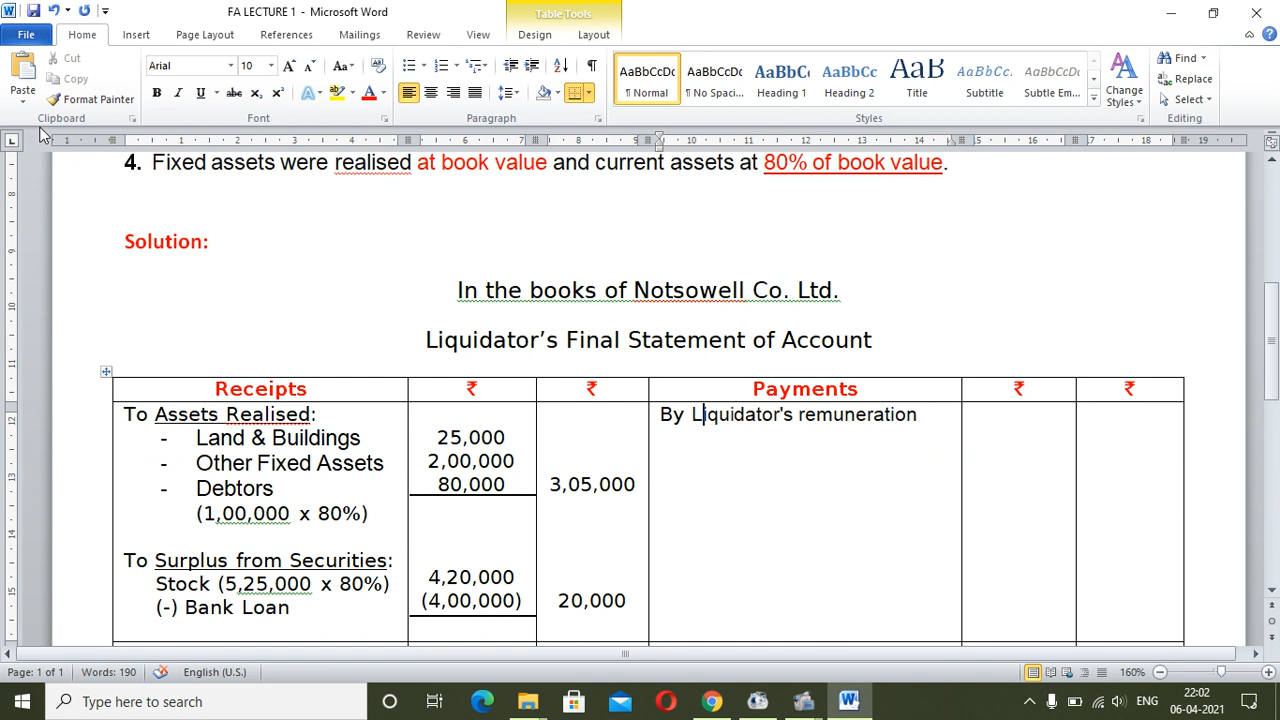 FA LECTURE 1 - Microsoft Word
Table Tools
File Home Insert Page Layout References Mailings Review View Design Layout
Paste
Cut
Copy
Format Painter
Clipboard
Arial 10
Font
Paragraph
AaBbCcDc AaBbCcDc AaBbCc AaBbCc AaB AaBbCc. AaBbCcDc
¶ Normal ¶ No Spaci... Heading 1 Heading 2 Title Subtitle Subtle Em...
Change Styles
Styles
Find
Replace
Select
Editing
4. Fixed assets were realised at book value and current assets at 80% of book value.
Solution:
In the books of Notsowell Co. Ltd.
Liquidator's Final Statement of Account
Receipts ₹ ₹ Payments ₹ ₹
To Assets Realised: By Liquidator's remuneration
- Land & Buildings 25,000
- Other Fixed Assets 2,00,000
- Debtors 80,000 3,05,000
(1,00,000 x 80%)
To Surplus from Securities:
Stock (5,25,000 x 80%) 4,20,000
(-) Bank Loan (4,00,000) 20,000
Page: 1 of 1 Words: 190 English (U.S.) 160%
Type here to search
ENG
22:02
06-04-2021